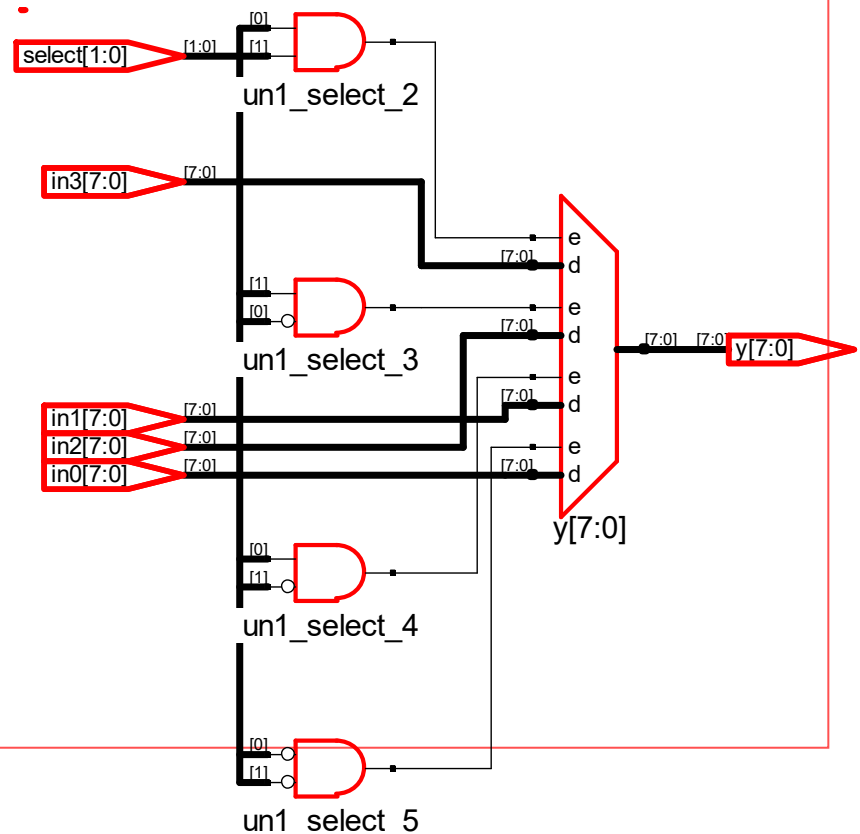 [0]
select[1:0]
[1:0]
[1]
un1_select_2
in3[7:0]
[7:0]
e
[7:0]
d
[1]
[0]
un1_select_3
e
[7:0]
d
[7:0]
[7:0]
y[7:0]
e
in1[7:0]
[7:0]
[7:0]
d
in2[7:0]
[7:0]
e
in0[7:0]
[7:0]
[7:0]
d
y[7:0]
[0]
[1]
un1_select_4
[0]
[1]
un1_select_5